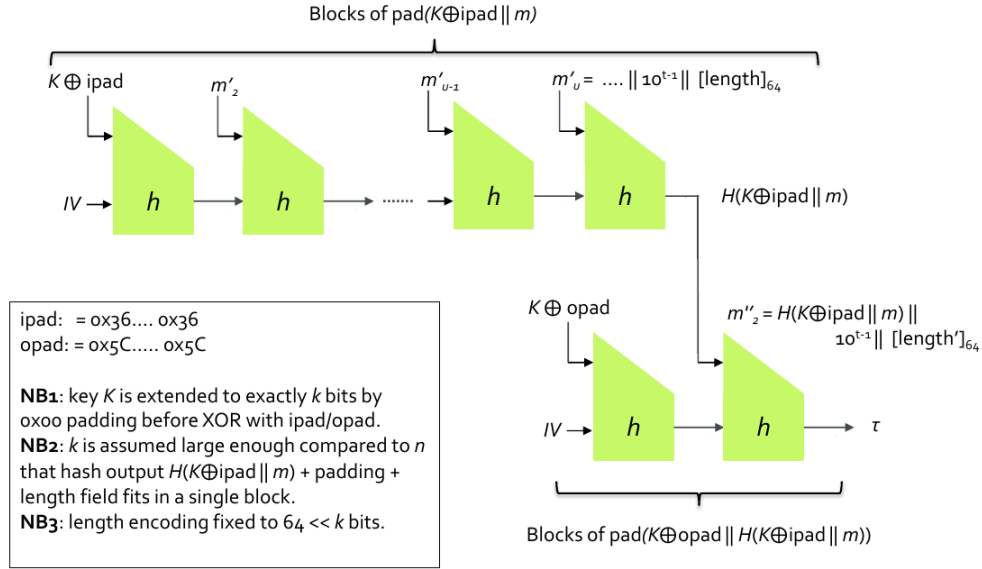 Blocks of pad(K⊕ipad || m)
K ⊕ ipad
m'₂
m'ᵤ₋₁
m'ᵤ = .... || 10ᵗ⁻¹ || [length]₆₄
IV
h
h
.......
h
h
H(K⊕ipad || m)
K ⊕ opad
m''₂ = H(K⊕ipad || m) ||
10ᵗ⁻¹ || [length']₆₄
IV
h
h
τ
Blocks of pad(K⊕opad || H(K⊕ipad || m))
ipad: = 0x36.... 0x36
opad: = 0x5C..... 0x5C
NB1: key K is extended to exactly k bits by
0x00 padding before XOR with ipad/opad.
NB2: k is assumed large enough compared to n
that hash output H(K⊕ipad || m) + padding +
length field fits in a single block.
NB3: length encoding fixed to 64 << k bits.